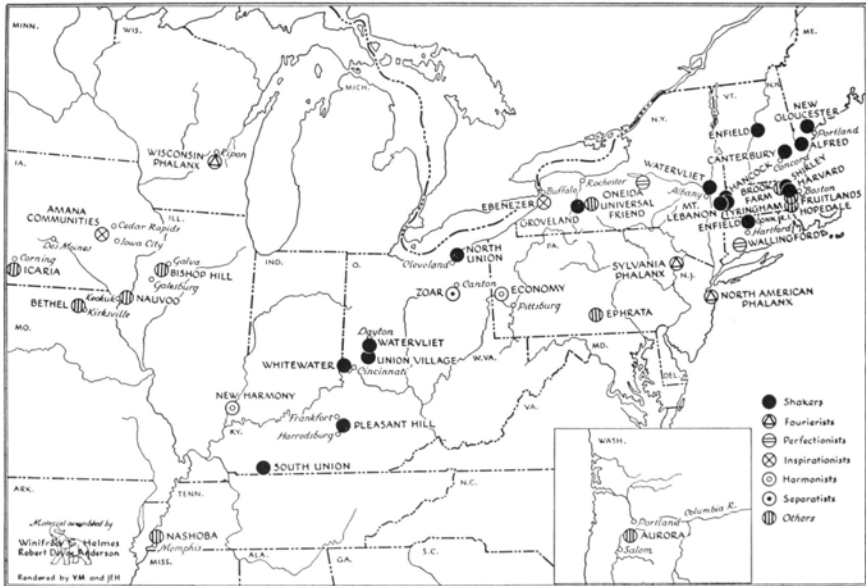 MINN.
WIS.
MICH.
ME.
VT.
N.H.
N.Y.
NEW
GLOUCESTER
Portland
ALFRED
ENFIELD
CANTERBURY
Concord
WISCONSIN
PHALANX
Ripon
IA.
ILL.
AMANA
COMMUNITIES
Cedar Rapids
Iowa City
Des Moines
Corning
ICARIA
Galva
BISHOP HILL
Galesburg
BETHEL
Keokuk
NAUVOO
Kirksville
MO.
IND.
O.
EBENEZER
Buffalo
Rochester
ONEIDA
UNIVERSAL
FRIEND
GROVELAND
WATERVLIET
Albany
HANCOCK
MT.
LEBANON
TYRINGHAM
SHIRLEY
HARVARD
BROOK
FARM
Boston
FRUITLANDS
HOPEDALE
ENFIELD
CONN.
R.I.
Hartford
WALLINGFORD
PA.
NORTH
UNION
Cleveland
ZOAR
Canton
ECONOMY
Pittsburg
SYLVANIA
PHALANX
N.J.
NORTH AMERICAN
PHALANX
EPHRATA
MD.
DEL.
W.VA.
VA.
Dayton
WATERVLIET
UNION VILLAGE
WHITEWATER
Cincinnati
NEW HARMONY
KY.
Frankfort
Harrodsburg
PLEASANT HILL
SOUTH UNION
TENN.
N.C.
ARK.
NASHOBA
Memphis
MISS.
ALA.
GA.
S.C.
Material assembled by
Robert Dove Anderson
Rendered by VM and JFH
WASH.
Portland
Columbia R.
AURORA
Salem
Shakers
Fourierists
Perfectionists
Inspirationists
Harmonists
Separatists
Others